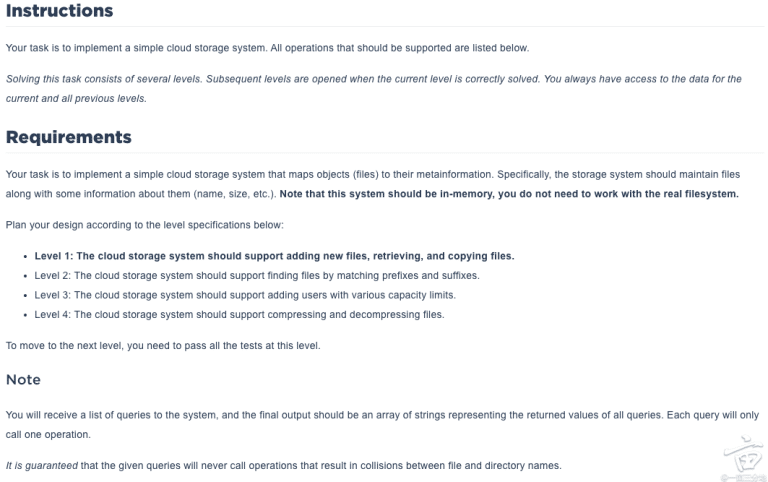 Instructions
Your task is to implement a simple cloud storage system. All operations that should be supported are listed below.
Solving this task consists of several levels. Subsequent levels are opened when the current level is correctly solved. You always have access to the data for the
current and all previous levels.
Requirements
Your task is to implement a simple cloud storage system that maps objects (files) to their metainformation. Specifically, the storage system should maintain files
along with some information about them (name, size, etc.). Note that this system should be in-memory, you do not need to work with the real filesystem.
Plan your design according to the level specifications below:
• Level 1: The cloud storage system should support adding new files, retrieving, and copying files.
• Level 2: The cloud storage system should support finding files by matching prefixes and suffixes.
• Level 3: The cloud storage system should support adding users with various capacity limits.
• Level 4: The cloud storage system should support compressing and decompressing files.
To move to the next level, you need to pass all the tests at this level.
Note
You will receive a list of queries to the system, and the final output should be an array of strings representing the returned values of all queries. Each query will only
call one operation.
It is guaranteed that the given queries will never call operations that result in collisions between file and directory names.